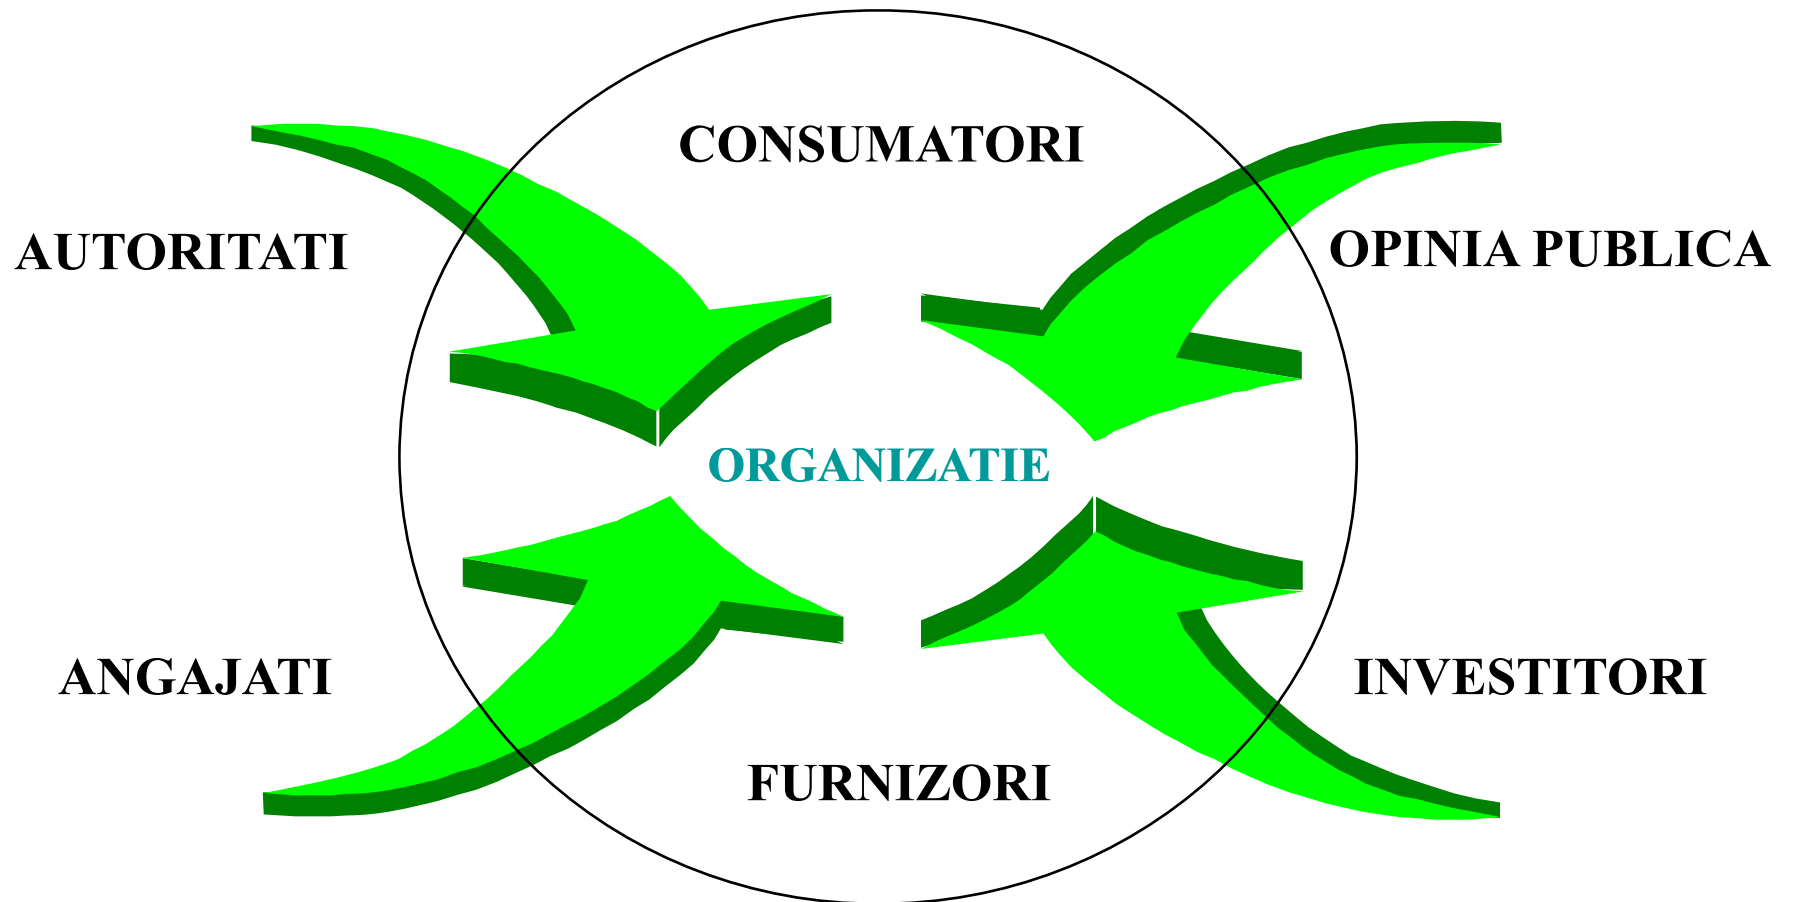 CONSUMATORI
AUTORITATI
OPINIA PUBLICA
ORGANIZATIE
ANGAJATI
INVESTITORI
FURNIZORI